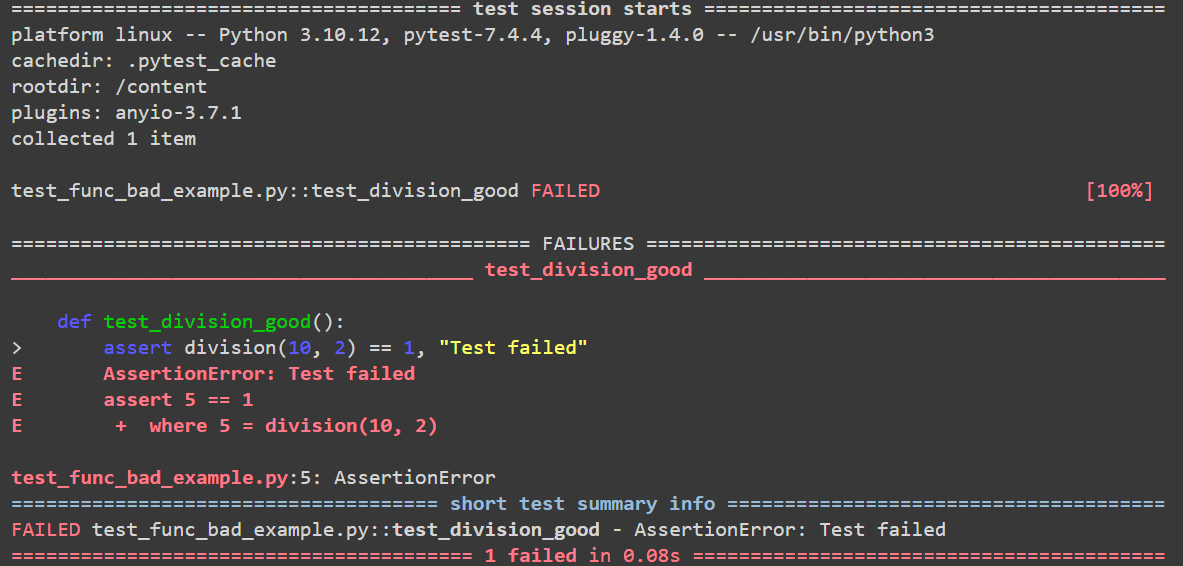 ======================================= test session starts ========================================
platform linux -- Python 3.10.12, pytest-7.4.4, pluggy-1.4.0 -- /usr/bin/python3
cachedir: .pytest_cache
rootdir: /content
plugins: anyio-3.7.1
collected 1 item
test_func_bad_example.py::test_division_good FAILED                                          [100%]
============================================= FAILURES =============================================
________________________________________ test_division_good ________________________________________
    def test_division_good():
>       assert division(10, 2) == 1, "Test failed"
E       AssertionError: Test failed
E       assert 5 == 1
E        +  where 5 = division(10, 2)
test_func_bad_example.py:5: AssertionError
===================================== short test summary info ======================================
FAILED test_func_bad_example.py::test_division_good - AssertionError: Test failed
======================================== 1 failed in 0.08s =========================================